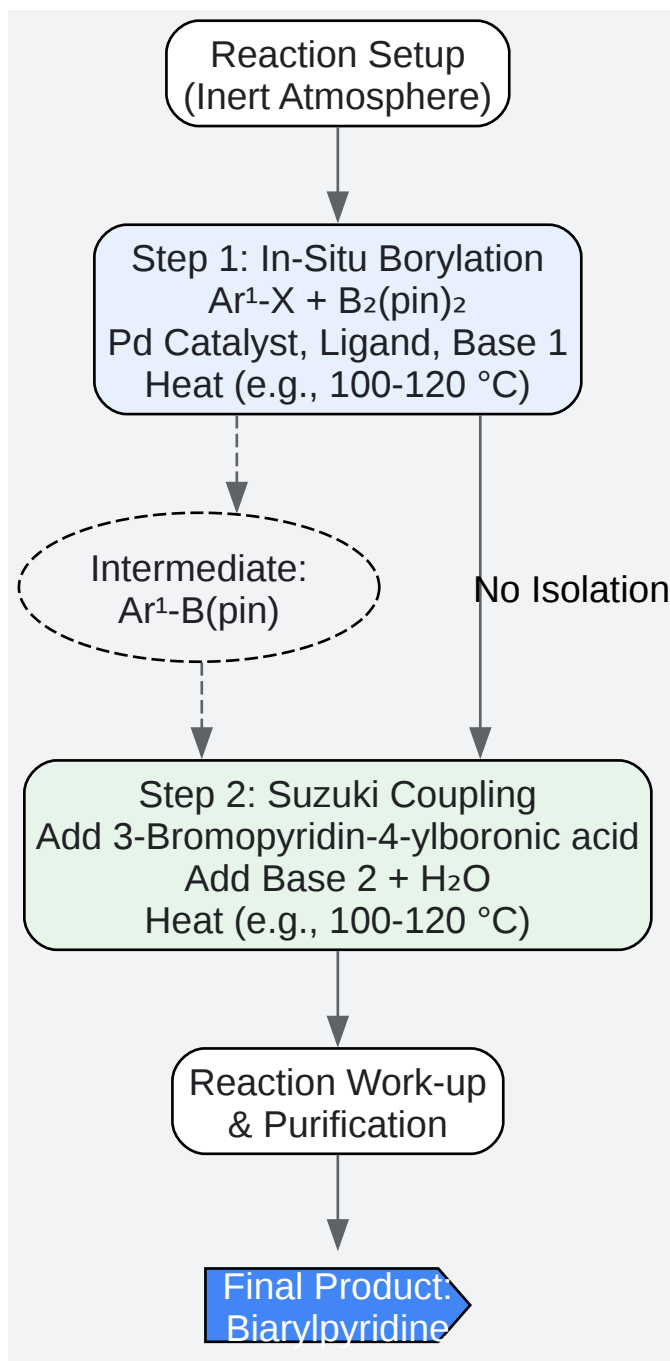 Reaction Setup
(Inert Atmosphere)
Step 1: In-Situ Borylation
Ar¹-X + B₂(pin)₂
Pd Catalyst, Ligand, Base 1
Heat (e.g., 100-120 °C)
Intermediate:
Ar¹-B(pin)
No Isolation
Step 2: Suzuki Coupling
Add 3-Bromopyridin-4-ylboronic acid
Add Base 2 + H₂O
Heat (e.g., 100-120 °C)
Reaction Work-up
& Purification
Final Product:
Biarylpyridine